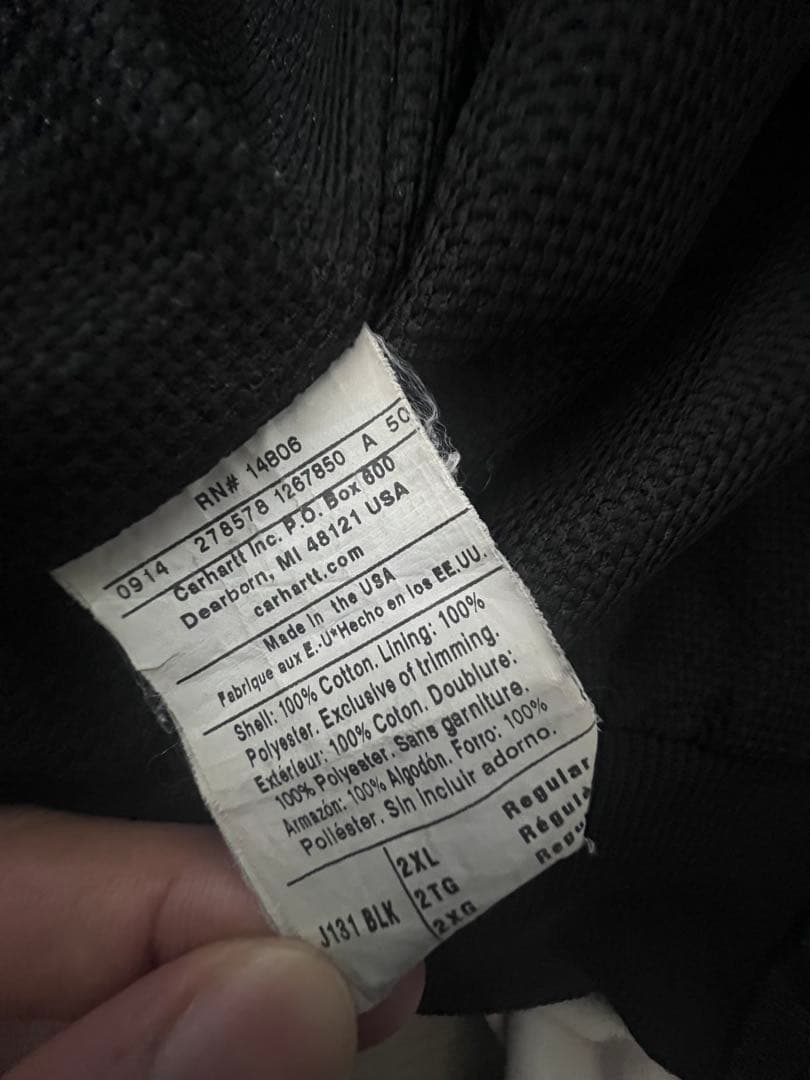 RN# 14806
0914 278578 1267850 A 50
Carhartt Inc. P.O. Box 600
Dearborn, MI 48121 USA
carhartt.com
Made in the USA
Fabrique aux E.-U*Hecho en los EE.UU.
Shell: 100% Cotton. Lining: 100%
Polyester. Exclusive of trimming.
Extérieur: 100% Coton. Doublure:
100% Polyester. Sans garniture.
Armazón: 100% Algodón. Forro: 100%
Poliéster. Sin incluir adorno.
J131 BLK
2XL Regular
2TG
2XG